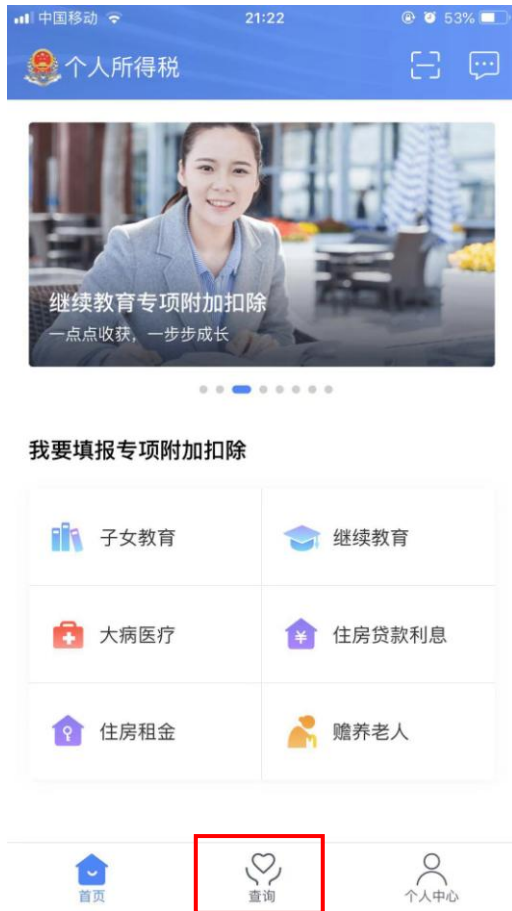 中国移动 21:22 53%
个人所得税
继续教育专项附加扣除
一点点收获，一步步成长
我要填报专项附加扣除
子女教育 继续教育
大病医疗 住房贷款利息
住房租金 赡养老人
首页 查询 个人中心